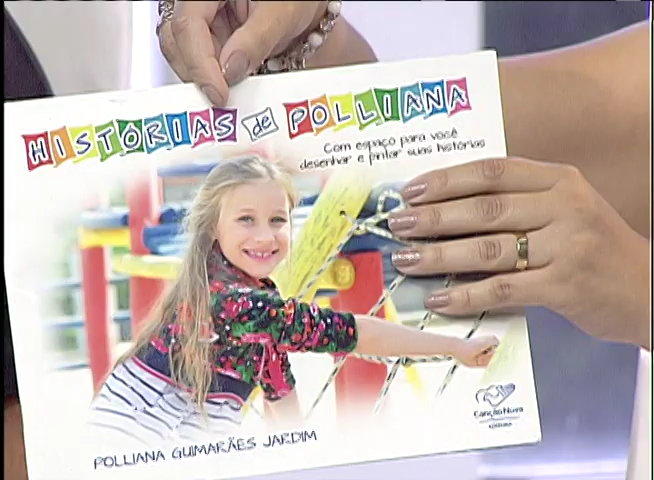 HISTÓRIAS de POLLIANA
Com espaço para você
desenhar e pintar suas histórias
Canção Nova
POLLIANA GUIMARÃES JARDIM